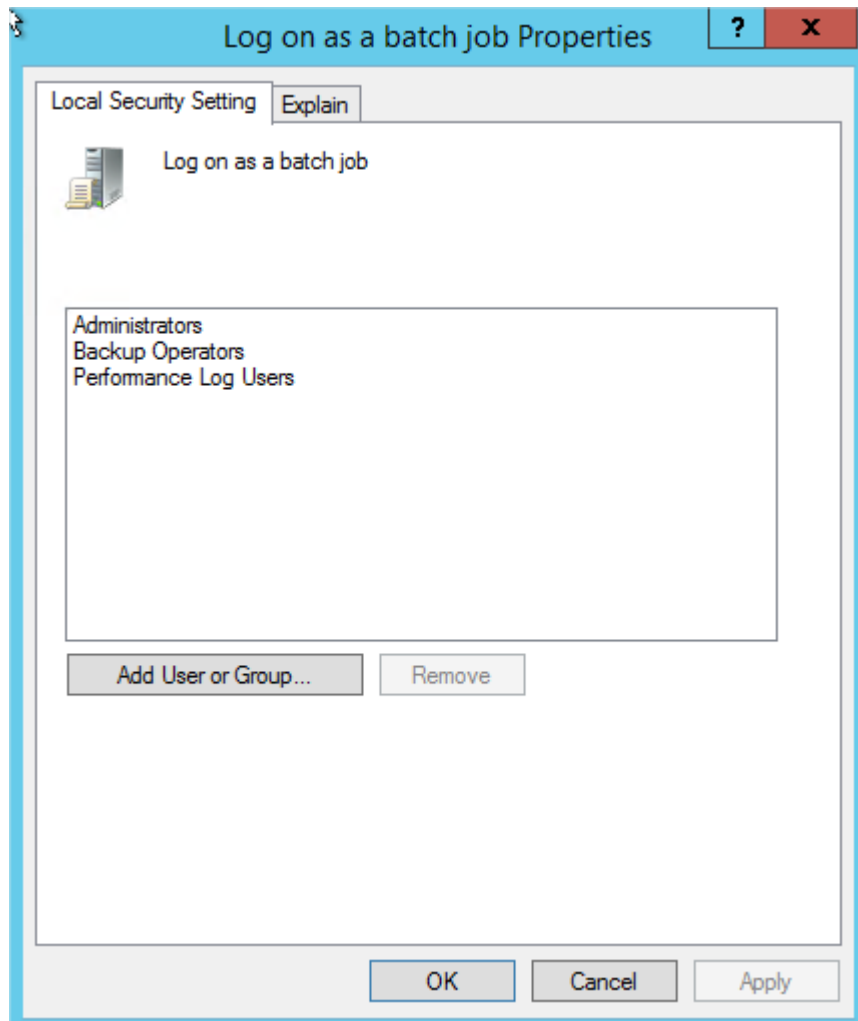 Log on as a batch job Properties
?
x
Local Security Setting
Explain
Log on as a batch job
Administrators
Backup Operators
Performance Log Users
Add User or Group...
Remove
OK
Cancel
Apply